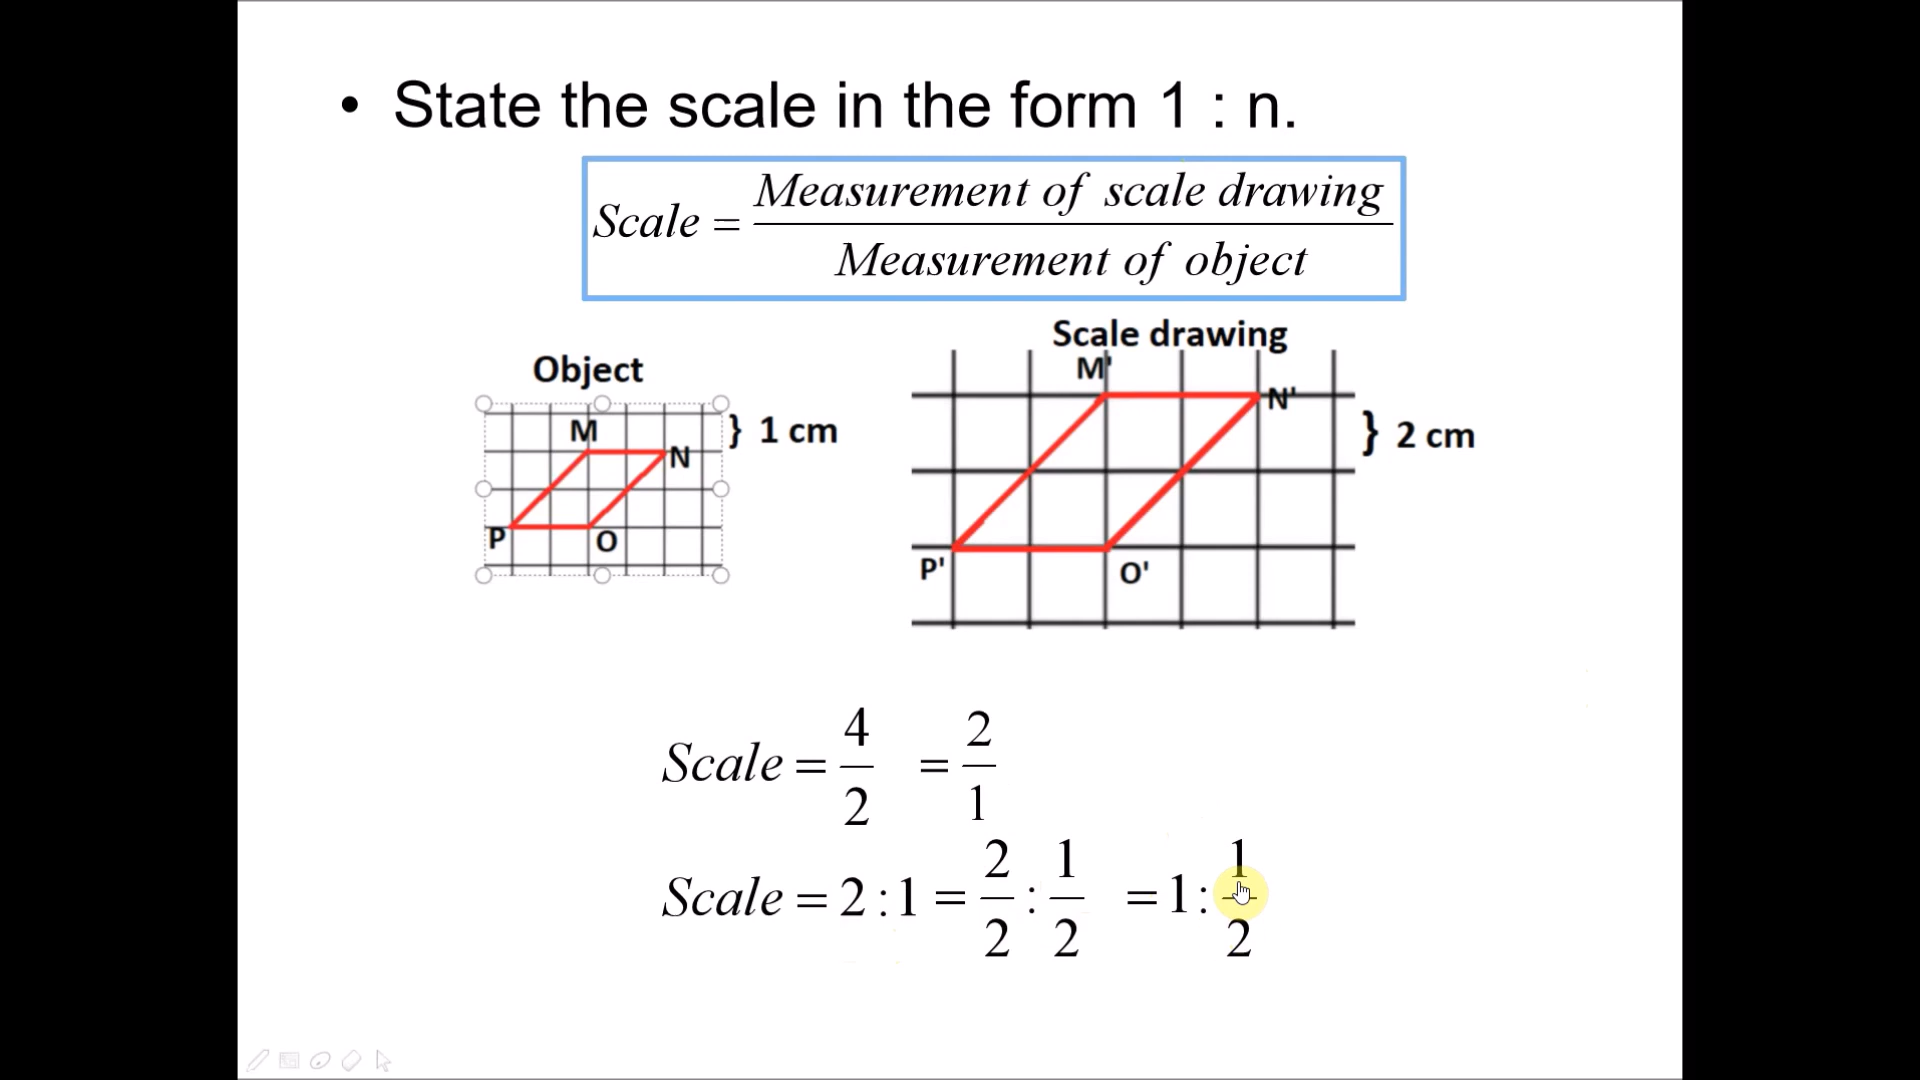 • State the scale in the form 1 : n.
Scale = Measurement of scale drawing / Measurement of object
Object
M
N
P
O
} 1 cm
Scale drawing
M'
N'
P'
O'
} 2 cm
Scale = 4/2 = 2/1
Scale = 2 : 1 = 2/2 : 1/2 = 1 : 1/2